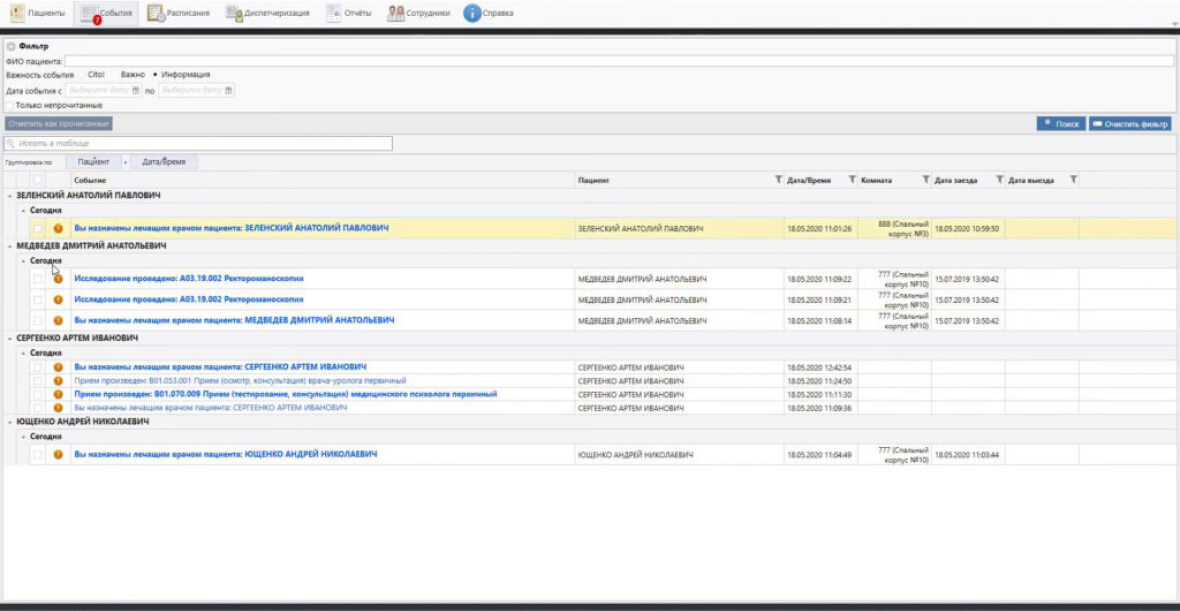 Пациенты События Расписания Диспетчеризация Отчёты Сотрудники Справка
7
Фильтр
ФИО пациента:
Важность события Cito! Важно Информация
Дата события с Выберите дату по Выберите дату
Только непрочитанные
Отметить как прочитанные Поиск Очистить фильтр
Искать в таблице
Группировка по: Пациент Дата/Время
Событие Пациент Дата/Время Комната Дата заезда Дата выезда
ЗЕЛЕНСКИЙ АНАТОЛИЙ ПАВЛОВИЧ
Сегодня
Вы назначены лечащим врачом пациента: ЗЕЛЕНСКИЙ АНАТОЛИЙ ПАВЛОВИЧ ЗЕЛЕНСКИЙ АНАТОЛИЙ ПАВЛОВИЧ 18.05.2020 11:01:26 888 (Спальный корпус №3) 18.05.2020 10:59:50
МЕДВЕДЕВ ДМИТРИЙ АНАТОЛЬЕВИЧ
Сегодня
Исследование проведено: A03.19.002 Ректороманоскопия МЕДВЕДЕВ ДМИТРИЙ АНАТОЛЬЕВИЧ 18.05.2020 11:09:22 777 (Спальный корпус №10) 15.07.2019 13:50:42
Исследование проведено: A03.19.002 Ректороманоскопия МЕДВЕДЕВ ДМИТРИЙ АНАТОЛЬЕВИЧ 18.05.2020 11:09:21 777 (Спальный корпус №10) 15.07.2019 13:50:42
Вы назначены лечащим врачом пациента: МЕДВЕДЕВ ДМИТРИЙ АНАТОЛЬЕВИЧ МЕДВЕДЕВ ДМИТРИЙ АНАТОЛЬЕВИЧ 18.05.2020 11:08:14 777 (Спальный корпус №10) 15.07.2019 13:50:42
СЕРГЕЕНКО АРТЕМ ИВАНОВИЧ
Сегодня
Вы назначены лечащим врачом пациента: СЕРГЕЕНКО АРТЕМ ИВАНОВИЧ СЕРГЕЕНКО АРТЕМ ИВАНОВИЧ 18.05.2020 12:42:54
Прием произведен: B01.053.001 Прием (осмотр, консультация) врача-уролога первичный СЕРГЕЕНКО АРТЕМ ИВАНОВИЧ 18.05.2020 11:24:50
Прием произведен: B01.070.009 Прием (тестирование, консультация) медицинского психолога первичный СЕРГЕЕНКО АРТЕМ ИВАНОВИЧ 18.05.2020 11:11:30
Вы назначены лечащим врачом пациента: СЕРГЕЕНКО АРТЕМ ИВАНОВИЧ СЕРГЕЕНКО АРТЕМ ИВАНОВИЧ 18.05.2020 11:09:36
ЮЩЕНКО АНДРЕЙ НИКОЛАЕВИЧ
Сегодня
Вы назначены лечащим врачом пациента: ЮЩЕНКО АНДРЕЙ НИКОЛАЕВИЧ ЮЩЕНКО АНДРЕЙ НИКОЛАЕВИЧ 18.05.2020 11:04:49 777 (Спальный корпус №10) 18.05.2020 11:03:44